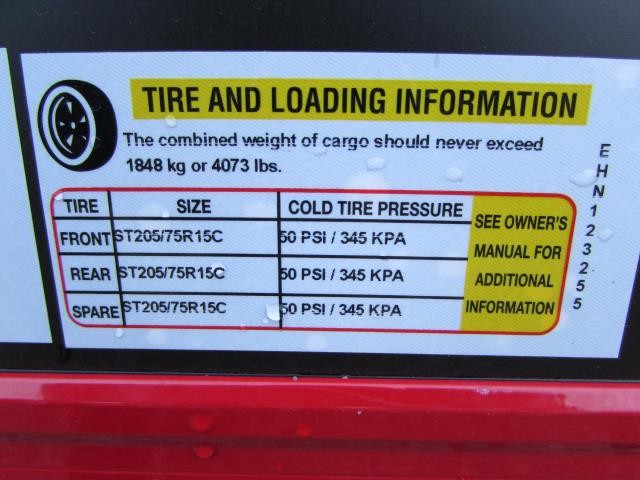 TIRE AND LOADING INFORMATION
The combined weight of cargo should never exceed
1848 kg or 4073 lbs.
TIRE SIZE COLD TIRE PRESSURE
FRONT ST205/75R15C 50 PSI / 345 KPA
REAR ST205/75R15C 50 PSI / 345 KPA
SPARE ST205/75R15C 50 PSI / 345 KPA
SEE OWNER'S
MANUAL FOR
ADDITIONAL
INFORMATION
EHN123255